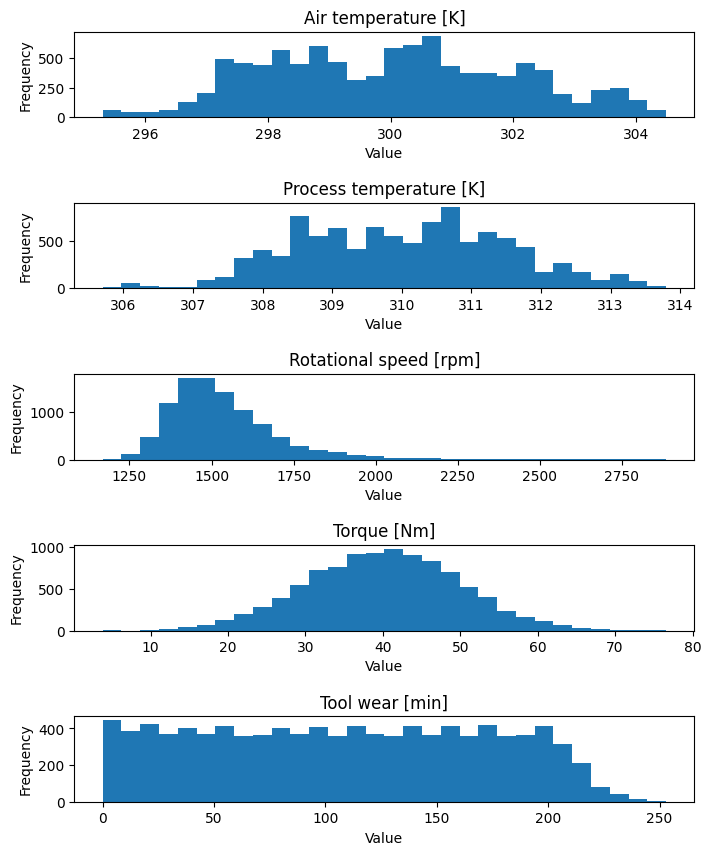 Air temperature [K]
Frequency
500
250
0
296 298 300 302 304
Value
Process temperature [K]
Frequency
500
0
306 307 308 309 310 311 312 313 314
Value
Rotational speed [rpm]
Frequency
1000
0
1250 1500 1750 2000 2250 2500 2750
Value
Torque [Nm]
Frequency
1000
500
0
10 20 30 40 50 60 70 80
Value
Tool wear [min]
Frequency
400
200
0
0 50 100 150 200 250
Value